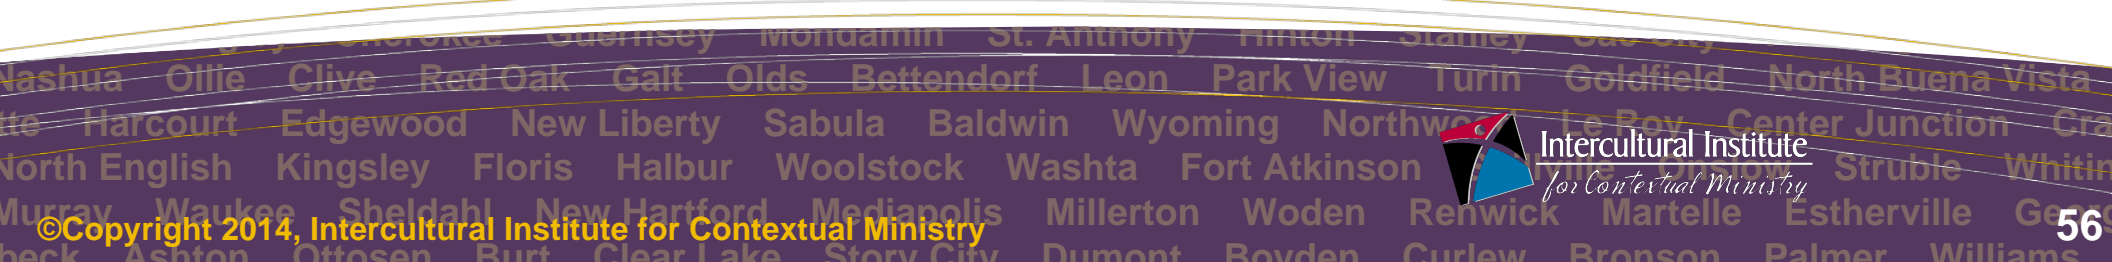 Cherokee Guernsey Mondamin St. Anthony Hinton Stanley Sac City
Nashua Ollie Clive Red Oak Galt Olds Bettendorf Leon Park View Turin Goldfield North Buena Vista
Harcourt Edgewood New Liberty Sabula Baldwin Wyoming Le Roy Center Junction
North English Kingsley Floris Halbur Woolstock Washta Fort Atkinson Onslow Struble
Intercultural Institute
for Contextual Ministry
Murray Waukee Sheldahl New Hartford Mediapolis Millerton Woden Renwick Martelle Estherville
©Copyright 2014, Intercultural Institute for Contextual Ministry
56
Ashton Ottosen Burt Clear Lake Story City Dumont Boyden Curlew Bronson Palmer Williams